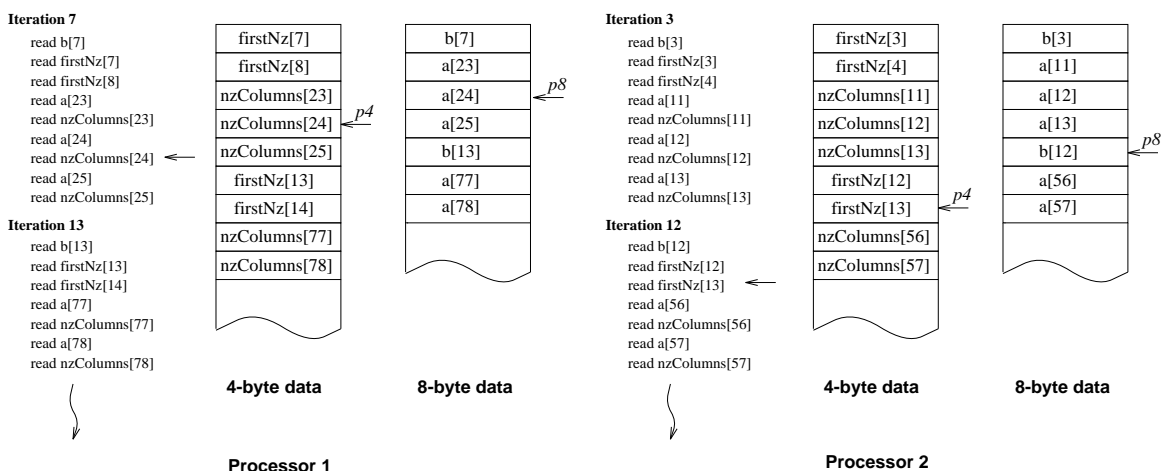 Iteration 7
read b[7]
read firstNz[7]
read firstNz[8]
read a[23]
read nzColumns[23]
read a[24]
read nzColumns[24]
read a[25]
read nzColumns[25]
Iteration 13
read b[13]
read firstNz[13]
read firstNz[14]
read a[77]
read nzColumns[77]
read a[78]
read nzColumns[78]
firstNz[7]
firstNz[8]
nzColumns[23]
nzColumns[24]
nzColumns[25]
firstNz[13]
firstNz[14]
nzColumns[77]
nzColumns[78]
p4
4-byte data
b[7]
a[23]
a[24]
a[25]
b[13]
a[77]
a[78]
p8
8-byte data
Processor 1
Iteration 3
read b[3]
read firstNz[3]
read firstNz[4]
read a[11]
read nzColumns[11]
read a[12]
read nzColumns[12]
read a[13]
read nzColumns[13]
Iteration 12
read b[12]
read firstNz[12]
read firstNz[13]
read a[56]
read nzColumns[56]
read a[57]
read nzColumns[57]
firstNz[3]
firstNz[4]
nzColumns[11]
nzColumns[12]
nzColumns[13]
firstNz[12]
firstNz[13]
nzColumns[56]
nzColumns[57]
p4
4-byte data
b[3]
a[11]
a[12]
a[13]
b[12]
a[56]
a[57]
p8
8-byte data
Processor 2